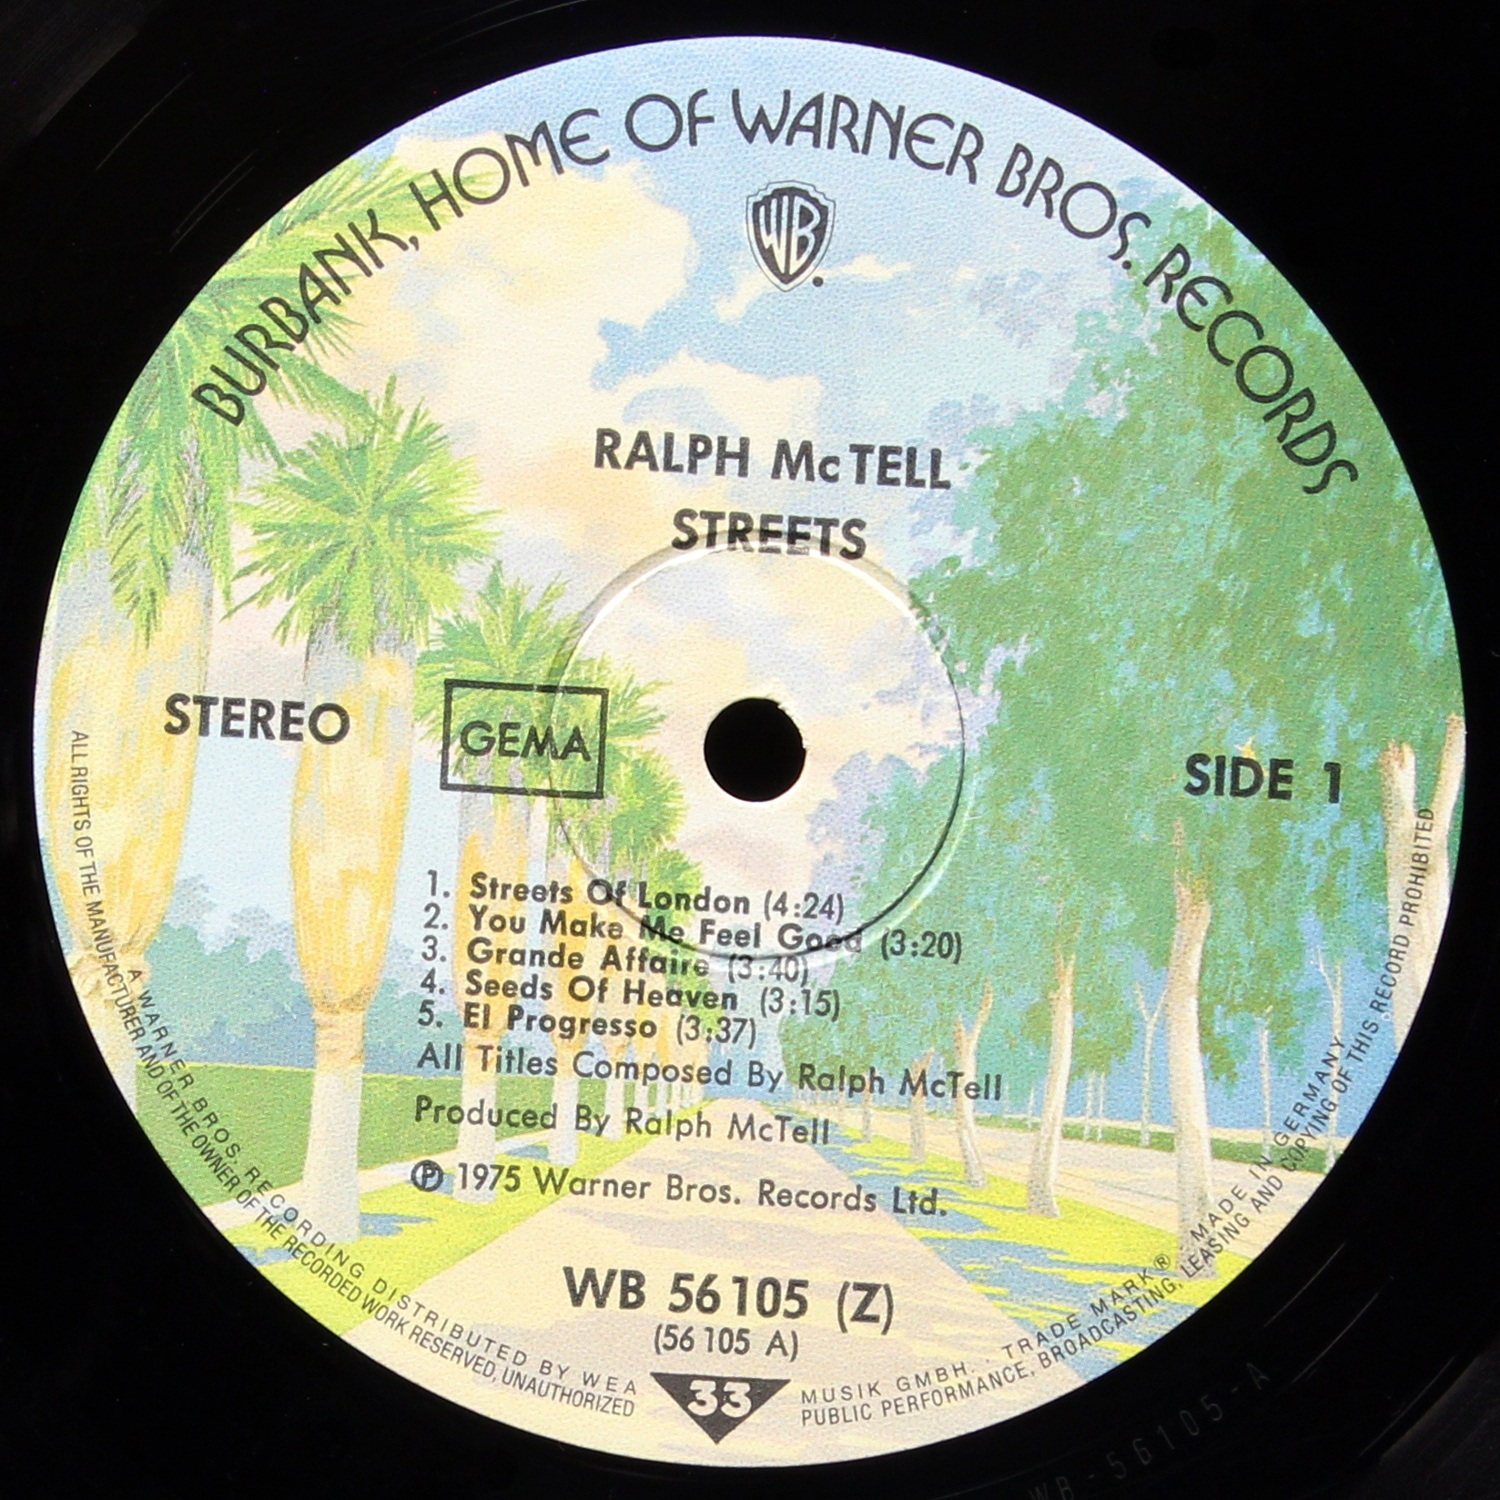 BURBANK, HOME OF WARNER BROS. RECORDS
WB
RALPH McTELL
STREETS
STEREO
GEMA
SIDE 1
1. Streets Of London (4:24)
2. You Make Me Feel Good (3:20)
3. Grande Affaire (3:40)
4. Seeds Of Heaven (3:15)
5. El Progresso (3:37)
All Titles Composed By Ralph McTell
Produced By Ralph McTell
℗ 1975 Warner Bros. Records Ltd.
WB 56 105 (Z)
(56 105 A)
33
A WARNER BROS. RECORDING DISTRIBUTED BY WEA MUSIK GMBH. . TRADE MARK® MADE IN GERMANY
ALL RIGHTS OF THE MANUFACTURER AND OF THE OWNER OF THE RECORDED WORK RESERVED, UNAUTHORIZED PUBLIC PERFORMANCE, BROADCASTING, LEASING AND COPYING OF THIS RECORD PROHIBITED
WB-56105-A